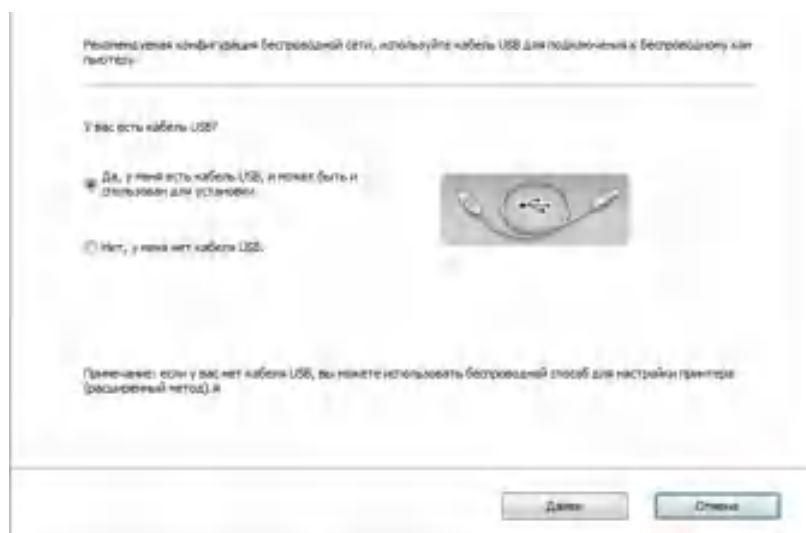 Рекомендуемая конфигурация беспроводной сети, используйте кабель USB для подключения к беспроводному ком
пьютеру.
У вас есть кабель USB?
Да, у меня есть кабель USB, и может быть и
спользован для установки.
Нет, у меня нет кабеля USB.
Примечание: если у вас нет кабеля USB, вы можете использовать беспроводной способ для настройки принтера
(расширенный метод).я
Далее
Отмена